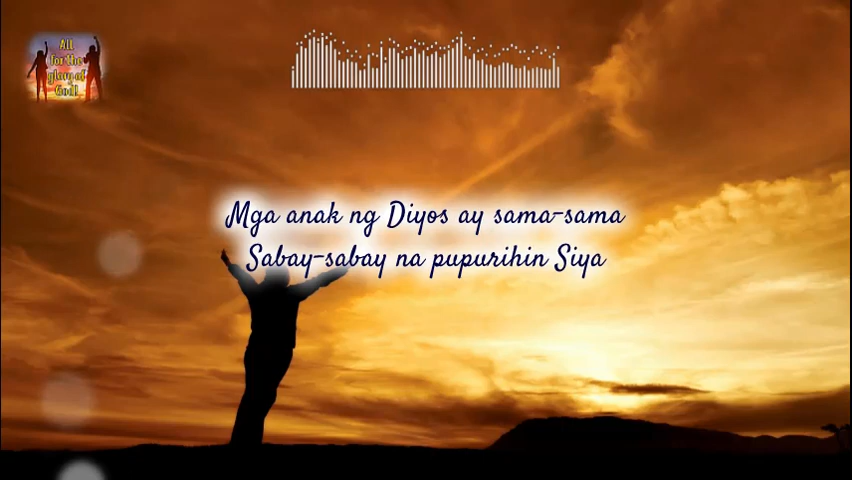 All
for the
glory of
God!
Mga anak ng Diyos ay sama-sama
Sabay-sabay na pupurihin Siya